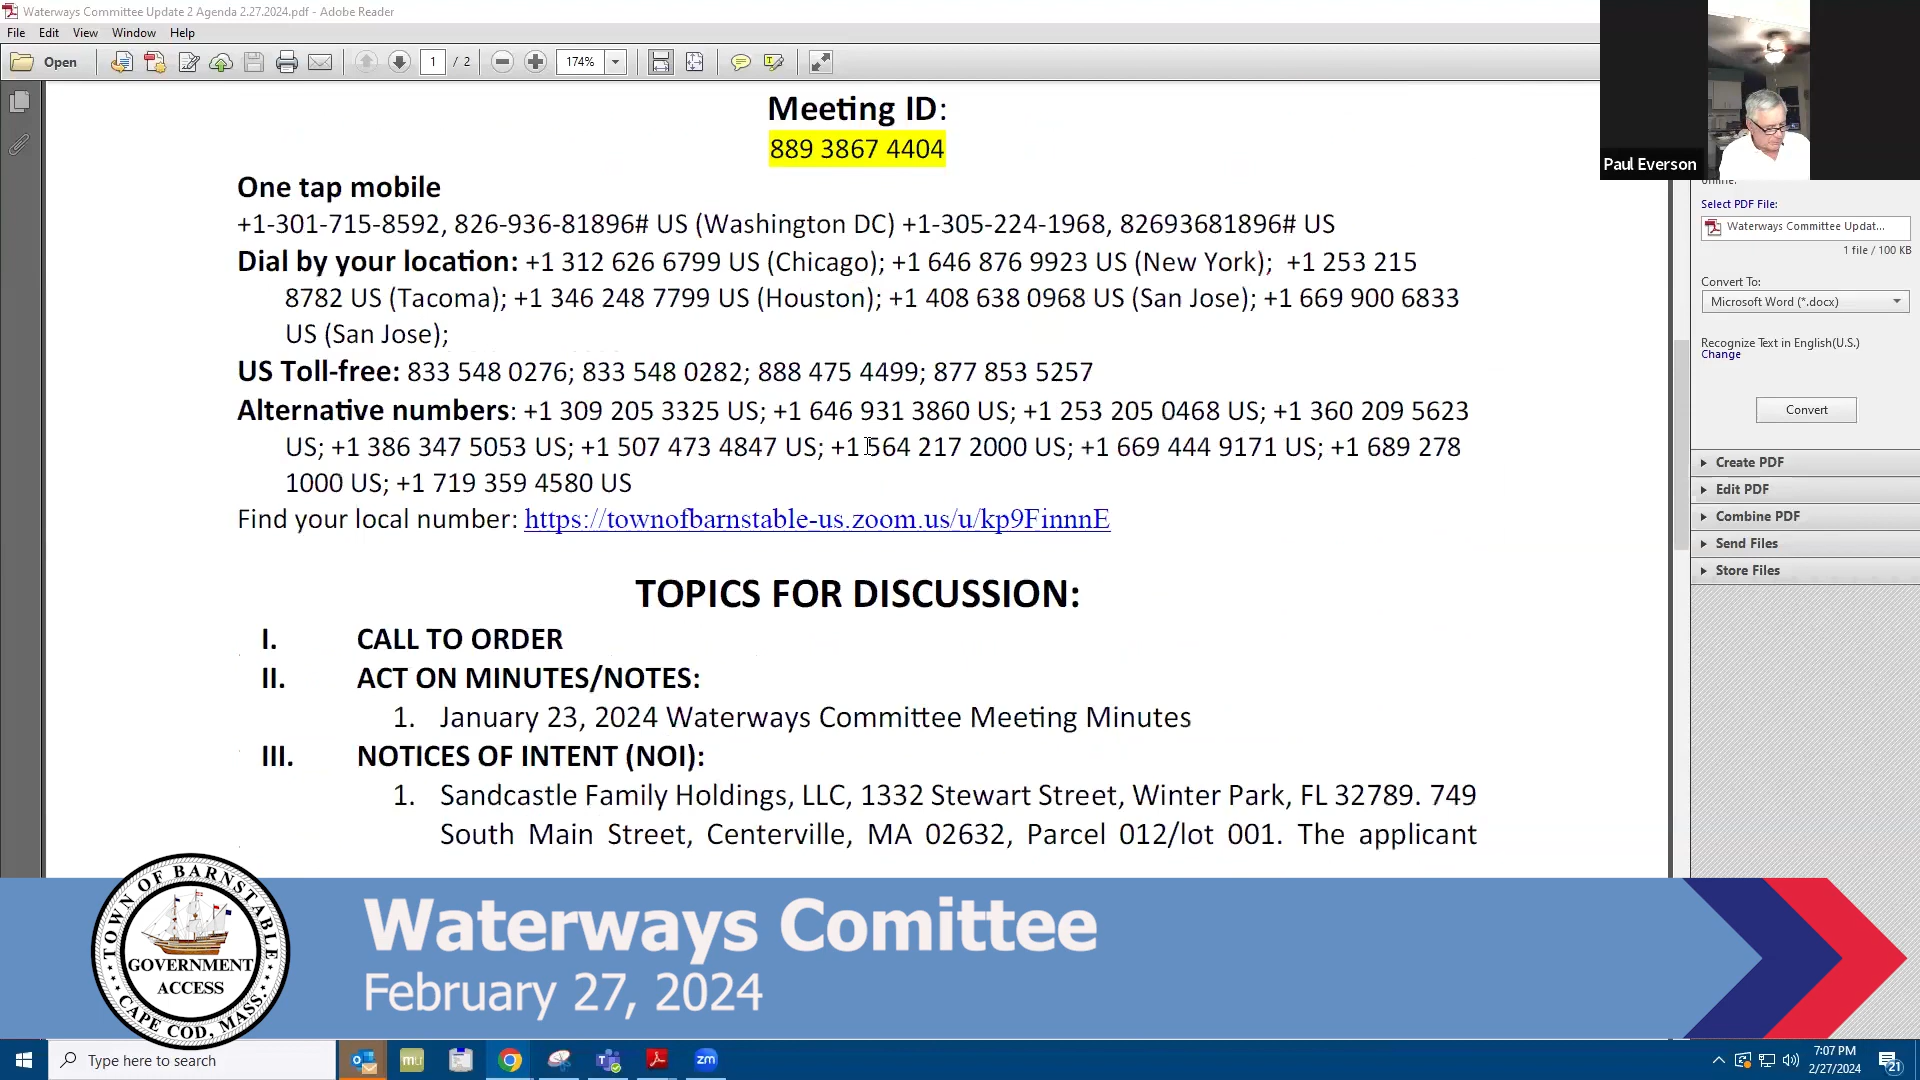 Waterways Committee Update 2 Agenda 2.27.2024.pdf - Adobe Reader
File Edit View Window Help
Open 1 / 2 174%
Paul Everson
Meeting ID:
889 3867 4404
One tap mobile
+1-301-715-8592, 826-936-81896# US (Washington DC) +1-305-224-1968, 82693681896# US
Dial by your location: +1 312 626 6799 US (Chicago); +1 646 876 9923 US (New York); +1 253 215
8782 US (Tacoma); +1 346 248 7799 US (Houston); +1 408 638 0968 US (San Jose); +1 669 900 6833
US (San Jose);
US Toll-free: 833 548 0276; 833 548 0282; 888 475 4499; 877 853 5257
Alternative numbers: +1 309 205 3325 US; +1 646 931 3860 US; +1 253 205 0468 US; +1 360 209 5623
US; +1 386 347 5053 US; +1 507 473 4847 US; +1 564 217 2000 US; +1 669 444 9171 US; +1 689 278
1000 US; +1 719 359 4580 US
Find your local number: https://townofbarnstable-us.zoom.us/u/kp9FinnnE
TOPICS FOR DISCUSSION:
I. CALL TO ORDER
II. ACT ON MINUTES/NOTES:
1. January 23, 2024 Waterways Committee Meeting Minutes
III. NOTICES OF INTENT (NOI):
1. Sandcastle Family Holdings, LLC, 1332 Stewart Street, Winter Park, FL 32789. 749
South Main Street, Centerville, MA 02632, Parcel 012/lot 001. The applicant
online.
Select PDF File:
Waterways Committee Updat...
1 file / 100 KB
Convert To:
Microsoft Word (*.docx)
Recognize Text in English(U.S.)
Change
Convert
Create PDF
Edit PDF
Combine PDF
Send Files
Store Files
TOWN OF BARNSTABLE
GOVERNMENT
ACCESS
CAPE COD, MASS.
Waterways Comittee
February 27, 2024
Type here to search
mu
zm
7:07 PM
2/27/2024
21